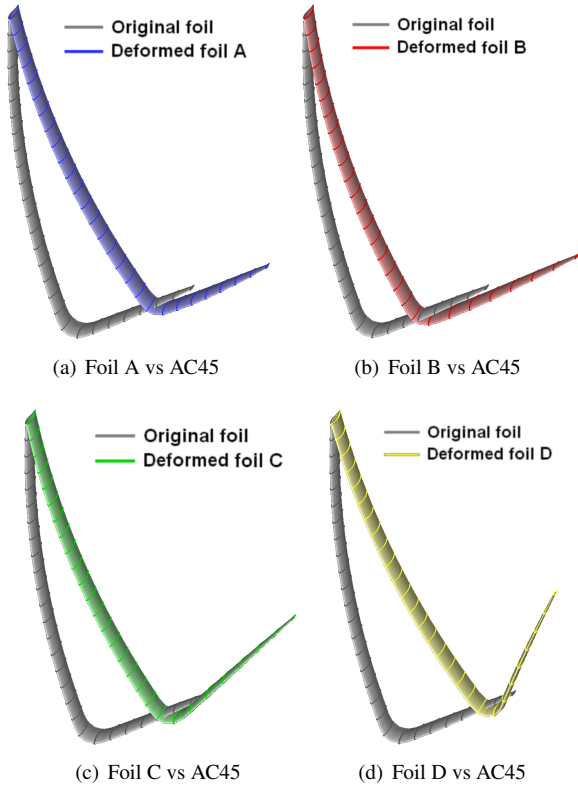 Original foil
Deformed foil A
Original foil
Deformed foil B
(a) Foil A vs AC45
(b) Foil B vs AC45
Original foil
Deformed foil C
Original foil
Deformed foil D
(c) Foil C vs AC45
(d) Foil D vs AC45